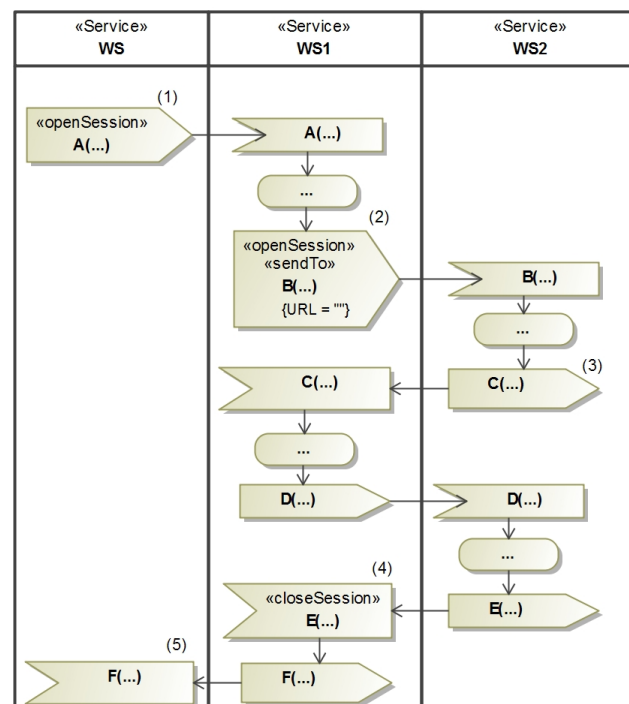 «Service»
WS
«Service»
WS1
«Service»
WS2
(1)
«openSession»
A(...)
A(...)
...
(2)
«openSession»
«sendTo»
B(...)
{URL = ""}
B(...)
...
(3)
C(...)
C(...)
...
D(...)
D(...)
...
(4)
«closeSession»
E(...)
E(...)
(5)
F(...)
F(...)